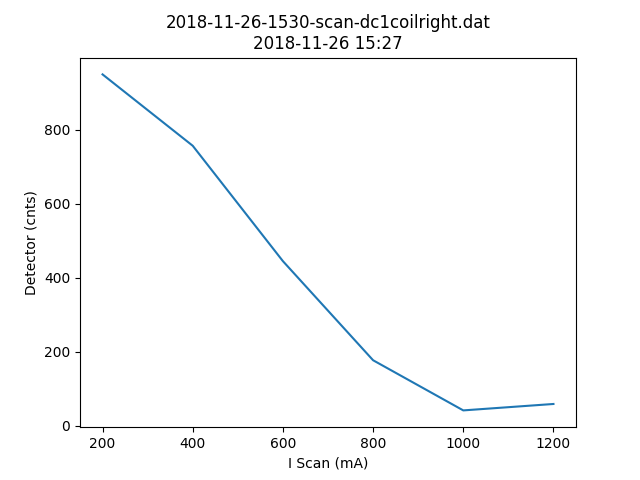 2018-11-26-1530-scan-dc1coilright.dat
2018-11-26 15:27
Detector (cnts)
800
600
400
200
0
200 400 600 800 1000 1200
I Scan (mA)